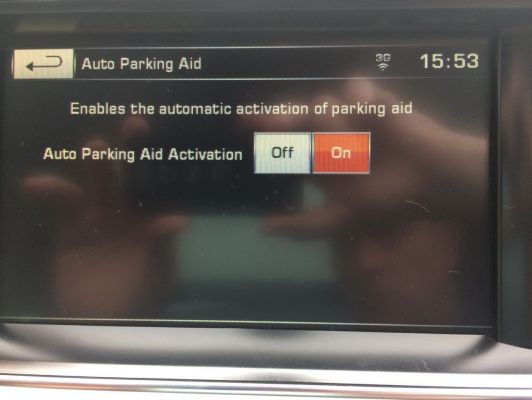 Auto Parking Aid 3G 15:53
Enables the automatic activation of parking aid
Auto Parking Aid Activation Off On